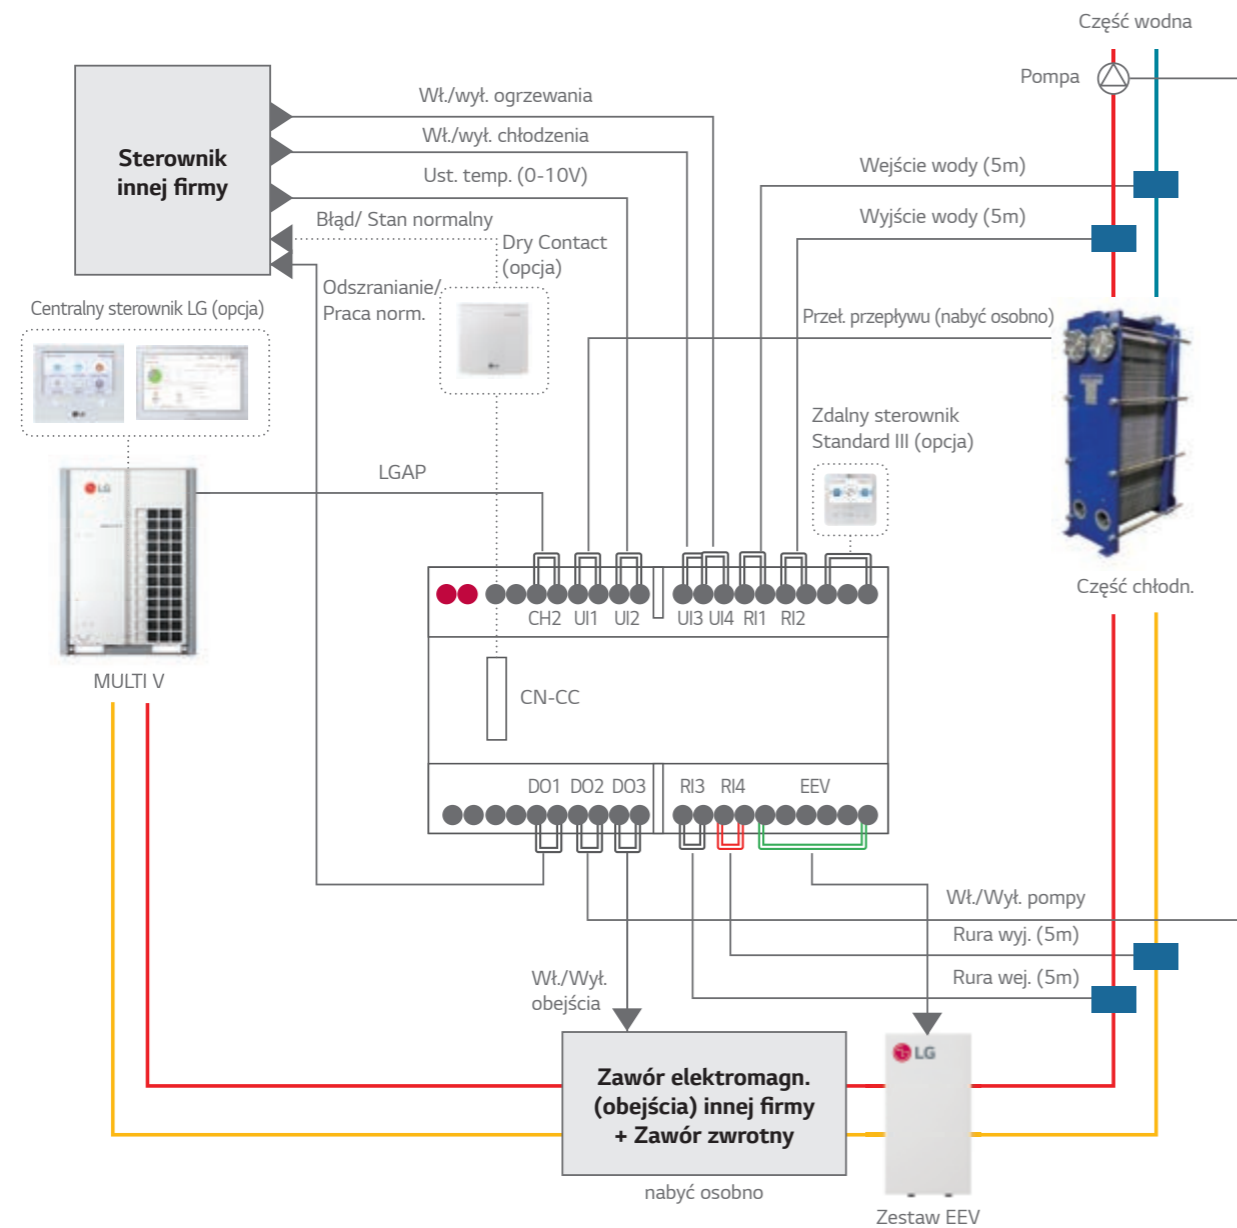 Część wodna
Pompa
Wł./wył. ogrzewania
Wł./wył. chłodzenia
Ust. temp. (0-10V)
Błąd/ Stan normalny
Sterownik
innej firmy
Dry Contact
(opcja)
Odszranianie/
Praca norm.
Wejście wody (5m)
Wyjście wody (5m)
Przeł. przepływu (nabyć osobno)
Centralny sterownik LG (opcja)
Zdalny sterownik
Standard III (opcja)
LGAP
LG
MULTI V
Część chłodn.
CH2 UI1 UI2 UI3 UI4 RI1 RI2
CN-CC
DO1 DO2 DO3 RI3 RI4 EEV
Wł./Wył. pompy
Rura wyj. (5m)
Rura wej. (5m)
Wł./Wył.
obejścia
Zawór elektromagn.
(obejścia) innej firmy
+ Zawór zwrotny
nabyć osobno
LG
Zestaw EEV